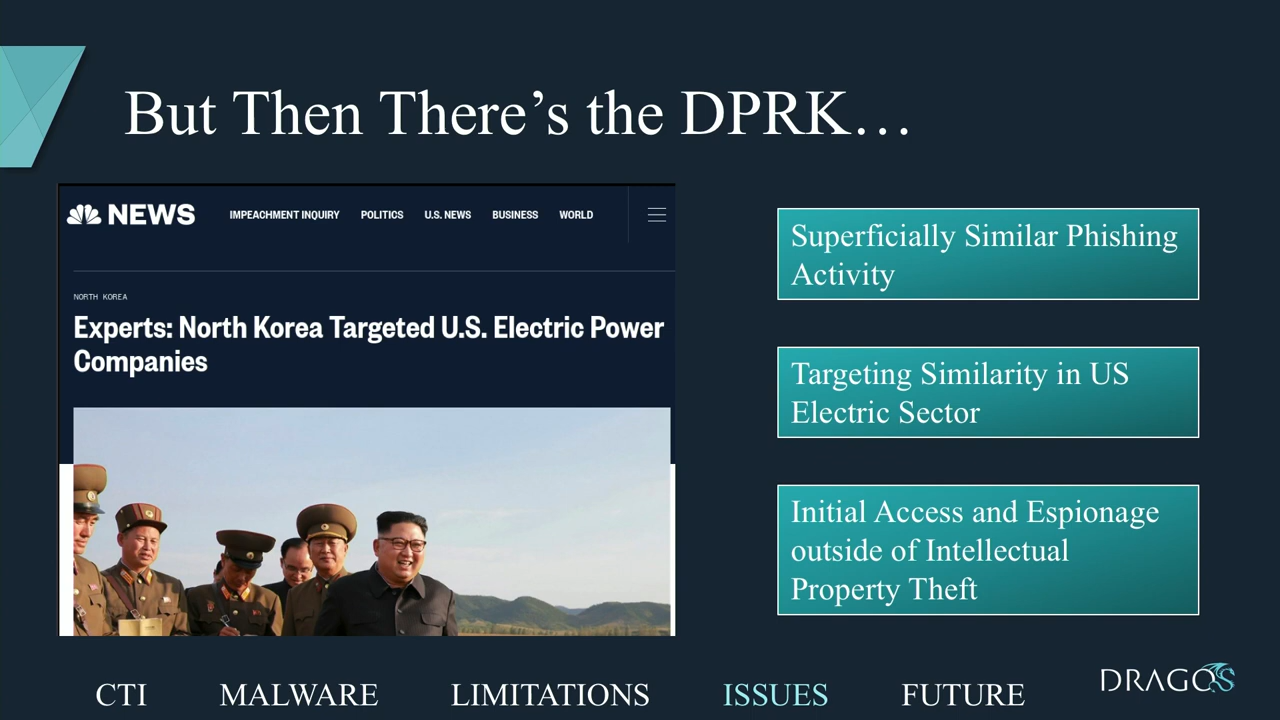 But Then There’s the DPRK…
NEWS
IMPEACHMENT INQUIRY POLITICS U.S. NEWS BUSINESS WORLD
NORTH KOREA
Experts: North Korea Targeted U.S. Electric Power
Companies
Superficially Similar Phishing
Activity
Targeting Similarity in US
Electric Sector
Initial Access and Espionage
outside of Intellectual
Property Theft
CTI MALWARE LIMITATIONS ISSUES FUTURE
DRAGOS